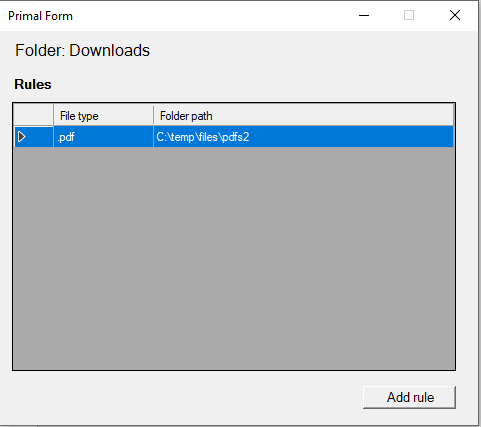 Primal Form
Folder: Downloads
Rules
File type Folder path
.pdf C:\temp\files\pdfs2
Add rule